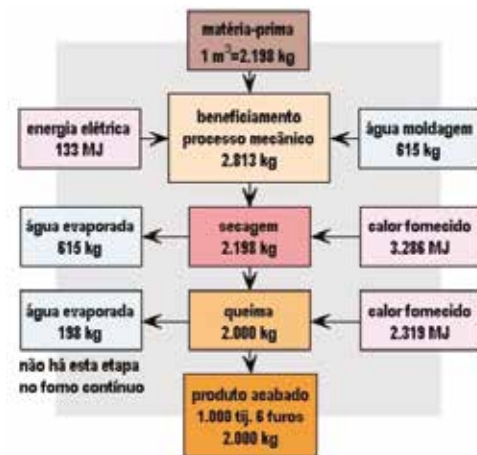 matéria-prima
1 m³=2.198 kg
energia elétrica
133 MJ
beneficiamento
processo mecânico
2.813 kg
água moldagem
615 kg
água evaporada
615 kg
secagem
2.198 kg
calor fornecido
3.286 MJ
água evaporada
198 kg
queima
2.000 kg
calor fornecido
2.319 MJ
não há esta etapa
no forno contínuo
produto acabado
1.000 tij. 6 furos
2.000 kg